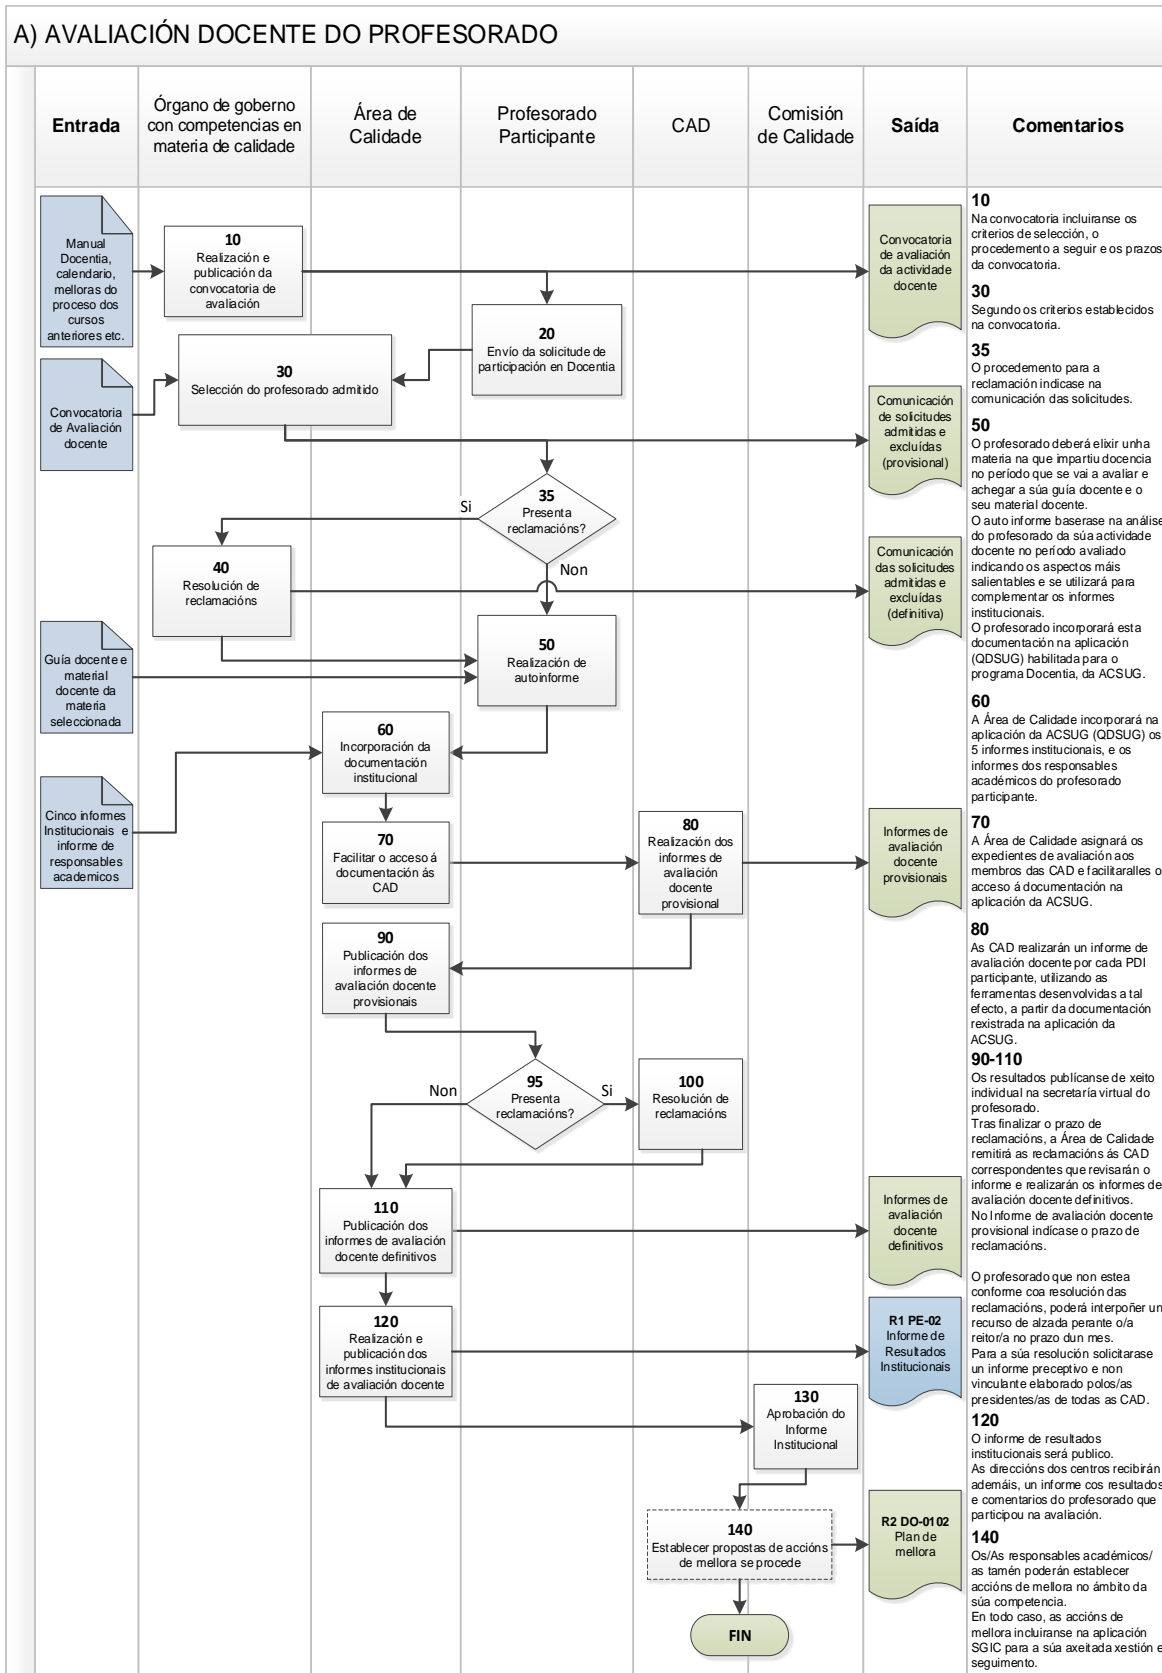 A) AVALIACIÓN DOCENTE DO PROFESORADO
Entrada
Órgano de goberno
con competencias en
materia de calidade
Área de
Calidade
Profesorado
Participante
CAD
Comisión
de Calidade
Saída
Comentarios
Manual
Docentia,
calendario,
melloras do
proceso dos
cursos
anteriores etc.
10
Realización e
publicación da
convocatoria de
avaliación
Convocatoria
de avaliación
da actividade
docente
20
Envío da solicitude de
participación en Docentia
30
Selección do profesorado admitido
Convocatoria
de Avaliación
docente
Comunicación
de solicitudes
admitidas e
excluídas
(provisional)
35
Presenta
reclamacións?
Si
Non
40
Resolución de
reclamacións
Comunicación
das solicitudes
admitidas e
excluídas
(definitiva)
Guía docente e
material
docente da
materia
seleccionada
50
Realización de
autoinforme
60
Incorporación da
documentación
institucional
Cinco informes
Institucionais e
informe de
responsables
academicos
70
Facilitar o acceso á
documentación ás
CAD
80
Realización dos
informes de
avaliación
docente
provisional
Informes de
avaliación
docente
provisionais
90
Publicación dos
informes de
avaliación docente
provisionais
95
Presenta
reclamacións?
Non
Si
100
Resolución de
reclamacións
110
Publicación dos
informes de avaliación
docente definitivos
Informes de
avaliación
docente
definitivos
120
Realización e
publicación dos
informes institucionais
de avaliación docente
R1 PE-02
Informe de
Resultados
Institucionais
130
Aprobación do
Informe
Institucional
140
Establecer propostas de accións
de mellora se procede
R2 DO-0102
Plan de
mellora
FIN
10
Na convocatoria incluiranse os
criterios de selección, o
procedemento a seguir e os prazos
da convocatoria.
30
Segundo os criterios establecidos
na convocatoria.
35
O procedemento para a
reclamación indicase na
comunicación das solicitudes.
50
O profesorado deberá elixir unha
materia na que impartiu docencia
no período que se vai a avaliar e
achegar a súa guía docente e o
seu material docente.
O auto informe baserase na análise
do profesorado da súa actividade
docente no período avaliado
indicando os aspectos máis
salientables e se utilizará para
complementar os informes
institucionais.
O profesorado incorporará esta
documentación na aplicación
(QDSUG) habilitada para o
programa Docentia, da ACSUG.
60
A Área de Calidade incorporará na
aplicación da ACSUG (QDSUG) os
5 informes institucionais, e os
informes dos responsables
académicos do profesorado
participante.
70
A Área de Calidade asignará os
expedientes de avaliación aos
membros das CAD e facilitaralles o
acceso á documentación na
aplicación da ACSUG.
80
As CAD realizarán un informe de
avaliación docente por cada PDI
participante, utilizando as
ferramentas desenvolvidas a tal
efecto, a partir da documentación
rexistrada na aplicación da
ACSUG.
90-110
Os resultados publícanse de xeito
individual na secretaría virtual do
profesorado.
Tras finalizar o prazo de
reclamacións, a Área de Calidade
remitirá as reclamacións ás CAD
correspondentes que revisarán o
informe e realizarán os informes de
avaliación docente definitivos.
No Informe de avaliación docente
provisional indícase o prazo de
reclamacións.
O profesorado que non estea
conforme coa resolución das
reclamacións, poderá interpoñer un
recurso de alzada perante o/a
reitor/a no prazo dun mes.
Para a súa resolución solicitarase
un informe preceptivo e non
vinculante elaborado polos/as
presidentes/as de todas as CAD.
120
O informe de resultados
institucionais será publico.
As direccións dos centros recibirán
ademáis, un informe cos resultados
e comentarios do profesorado que
participou na avaliación.
140
Os/As responsables académicos/
as tamén poderán establecer
accións de mellora no ámbito da
súa competencia.
En todo caso, as accións de
mellora incluiranse na aplicación
SGIC para a súa axeitada xestión e
seguimento.